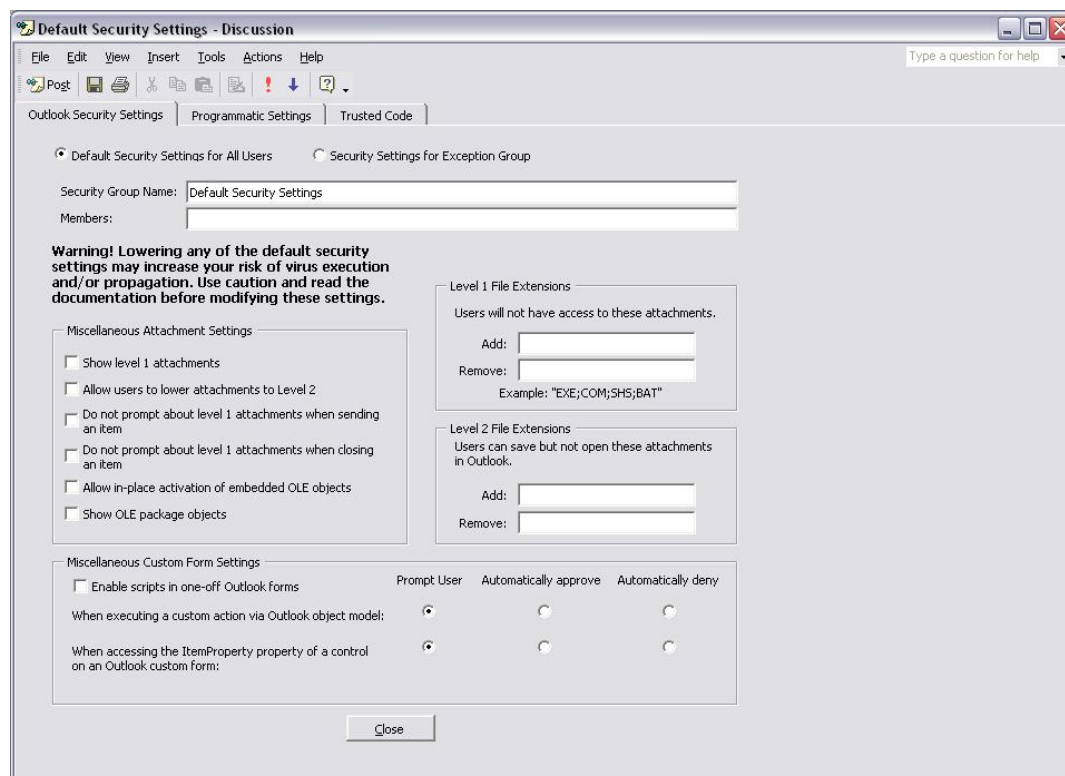 Default Security Settings - Discussion
File Edit View Insert Tools Actions Help
Type a question for help
Post
Outlook Security Settings Programmatic Settings Trusted Code
Default Security Settings for All Users Security Settings for Exception Group
Security Group Name: Default Security Settings
Members:
Warning! Lowering any of the default security
settings may increase your risk of virus execution
and/or propagation. Use caution and read the
documentation before modifying these settings.
Miscellaneous Attachment Settings
Show level 1 attachments
Allow users to lower attachments to Level 2
Do not prompt about level 1 attachments when sending
an item
Do not prompt about level 1 attachments when closing
an item
Allow in-place activation of embedded OLE objects
Show OLE package objects
Level 1 File Extensions
Users will not have access to these attachments.
Add:
Remove:
Example: "EXE;COM;SHS;BAT"
Level 2 File Extensions
Users can save but not open these attachments
in Outlook.
Add:
Remove:
Miscellaneous Custom Form Settings
Enable scripts in one-off Outlook forms
Prompt User Automatically approve Automatically deny
When executing a custom action via Outlook object model:
When accessing the ItemProperty property of a control
on an Outlook custom form:
Close